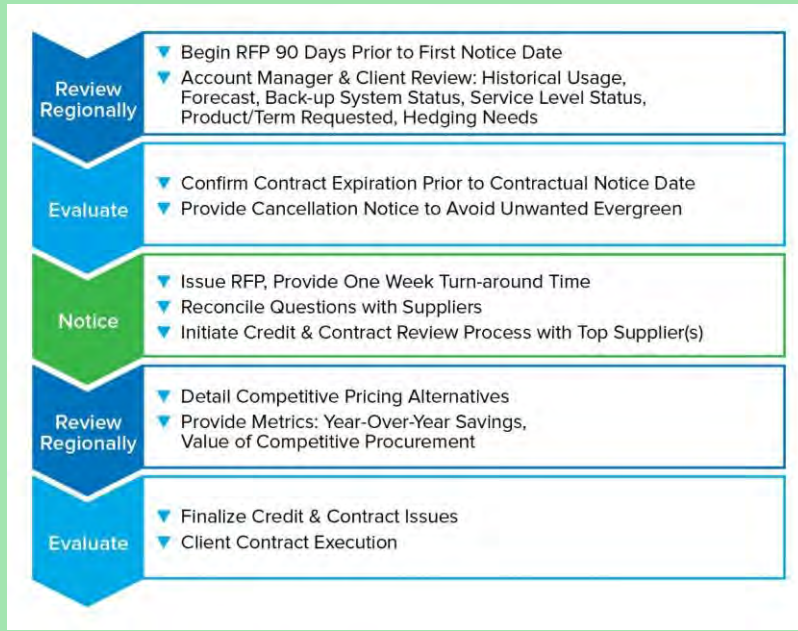 Review
Regionally
Begin RFP 90 Days Prior to First Notice Date
Account Manager & Client Review: Historical Usage,
Forecast, Back-up System Status, Service Level Status,
Product/Term Requested, Hedging Needs
Evaluate
Confirm Contract Expiration Prior to Contractual Notice Date
Provide Cancellation Notice to Avoid Unwanted Evergreen
Notice
Issue RFP, Provide One Week Turn-around Time
Reconcile Questions with Suppliers
Initiate Credit & Contract Review Process with Top Supplier(s)
Review
Regionally
Detail Competitive Pricing Alternatives
Provide Metrics: Year-Over-Year Savings,
Value of Competitive Procurement
Evaluate
Finalize Credit & Contract Issues
Client Contract Execution